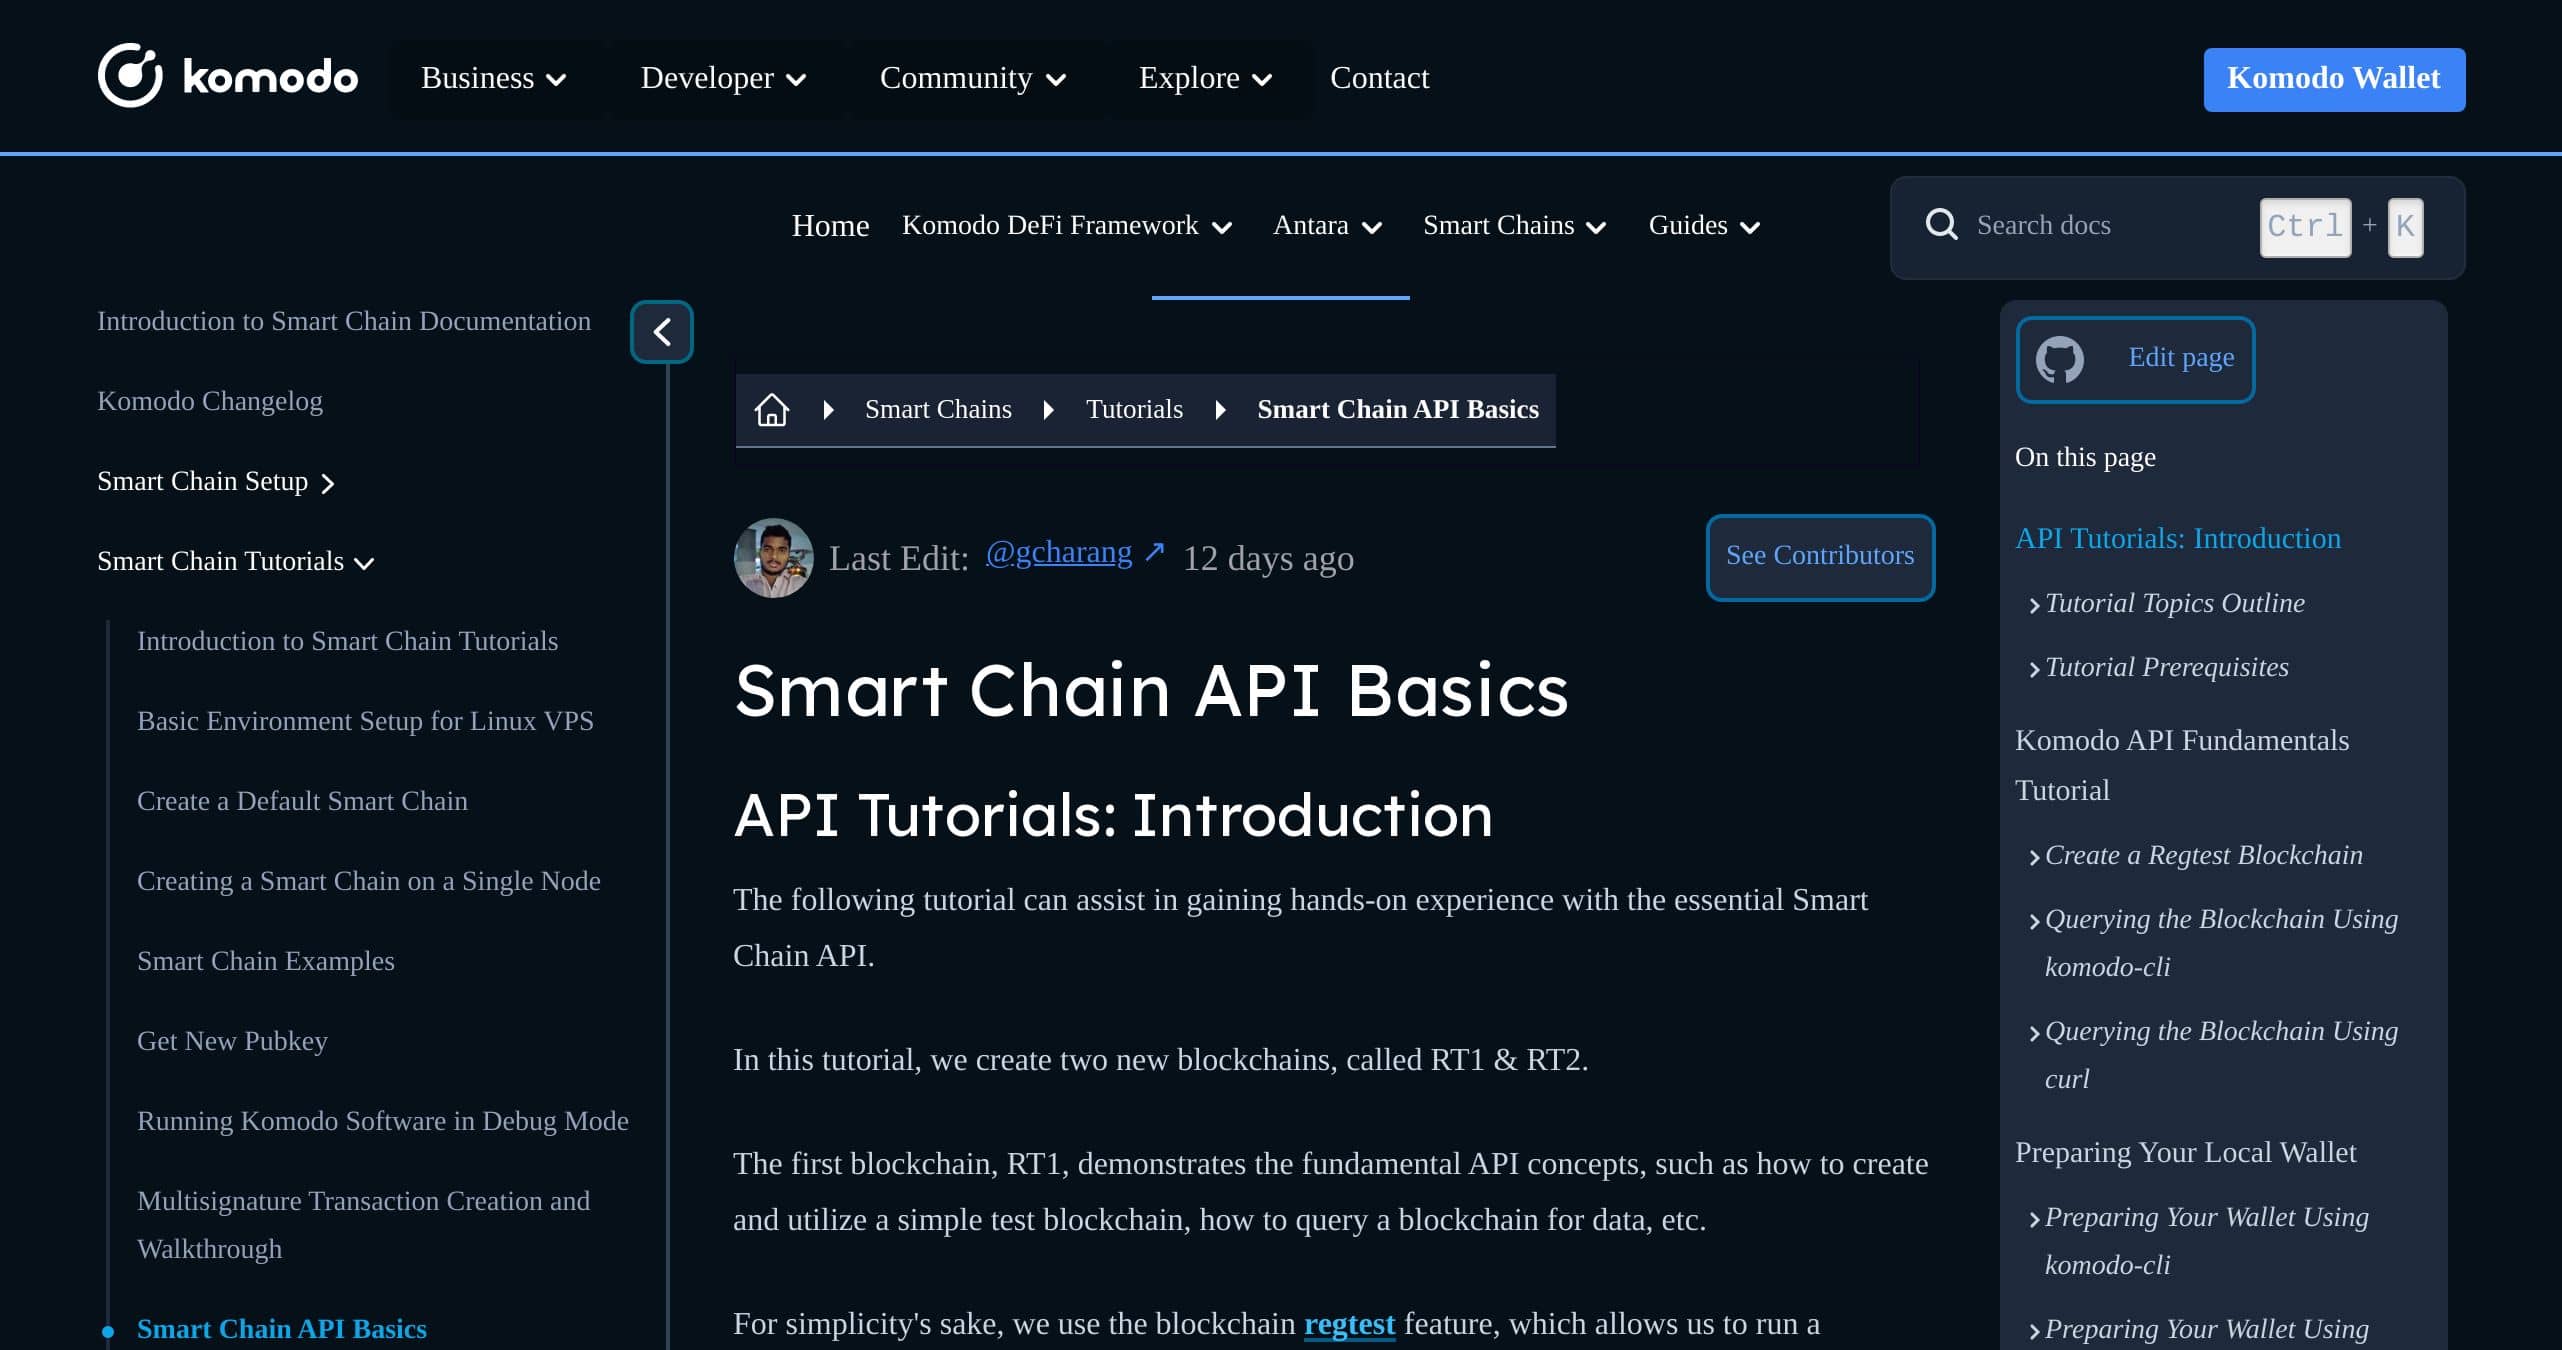 komodo
Business
Developer
Community
Explore
Contact
Komodo Wallet
Home
Komodo DeFi Framework
Antara
Smart Chains
Guides
Search docs
Ctrl + K
Introduction to Smart Chain Documentation
Komodo Changelog
Smart Chain Setup
Smart Chain Tutorials
Introduction to Smart Chain Tutorials
Basic Environment Setup for Linux VPS
Create a Default Smart Chain
Creating a Smart Chain on a Single Node
Smart Chain Examples
Get New Pubkey
Running Komodo Software in Debug Mode
Multisignature Transaction Creation and
Walkthrough
Smart Chain API Basics
Smart Chains
Tutorials
Smart Chain API Basics
Last Edit: @gcharang ↗ 12 days ago
See Contributors
Smart Chain API Basics
API Tutorials: Introduction
The following tutorial can assist in gaining hands-on experience with the essential Smart
Chain API.
In this tutorial, we create two new blockchains, called RT1 & RT2.
The first blockchain, RT1, demonstrates the fundamental API concepts, such as how to create
and utilize a simple test blockchain, how to query a blockchain for data, etc.
For simplicity's sake, we use the blockchain regtest feature, which allows us to run a
Edit page
On this page
API Tutorials: Introduction
Tutorial Topics Outline
Tutorial Prerequisites
Komodo API Fundamentals
Tutorial
Create a Regtest Blockchain
Querying the Blockchain Using
komodo-cli
Querying the Blockchain Using
curl
Preparing Your Local Wallet
Preparing Your Wallet Using
komodo-cli
Preparing Your Wallet Using